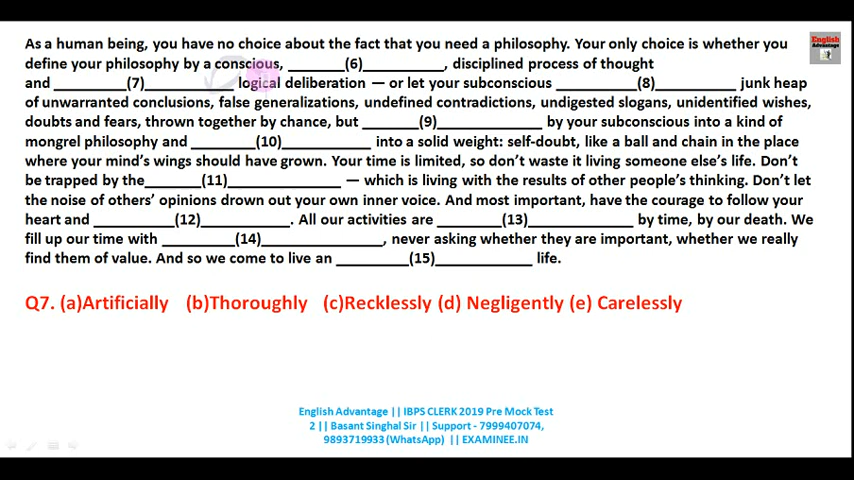 As a human being, you have no choice about the fact that you need a philosophy. Your only choice is whether you
define your philosophy by a conscious, _______(6)__________, disciplined process of thought
and _________(7)___________ logical deliberation — or let your subconscious __________(8)__________ junk heap
of unwarranted conclusions, false generalizations, undefined contradictions, undigested slogans, unidentified wishes,
doubts and fears, thrown together by chance, but _______(9)_____________ by your subconscious into a kind of
mongrel philosophy and ________(10)___________ into a solid weight: self-doubt, like a ball and chain in the place
where your mind's wings should have grown. Your time is limited, so don't waste it living someone else's life. Don't
be trapped by the_______(11)______________ — which is living with the results of other people's thinking. Don't let
the noise of others' opinions drown out your own inner voice. And most important, have the courage to follow your
heart and __________(12)___________. All our activities are ________(13)_____________ by time, by our death. We
fill up our time with _________(14)_______________, never asking whether they are important, whether we really
find them of value. And so we come to live an _________(15)____________ life.
Q7. (a)Artificially (b)Thoroughly (c)Recklessly (d) Negligently (e) Carelessly
English Advantage || IBPS CLERK 2019 Pre Mock Test
2 || Basant Singhal Sir || Support - 7999407074,
9893719933(WhatsApp) || EXAMINEE.IN
English
Advantage